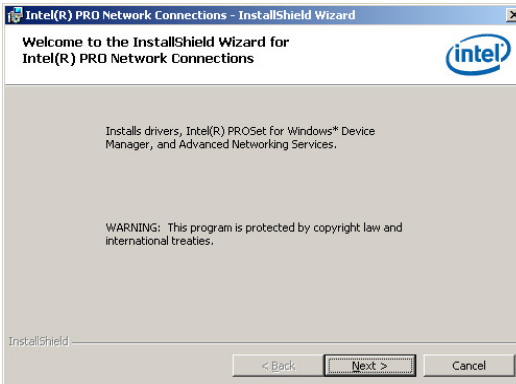 Intel(R) PRO Network Connections - InstallShield Wizard
Welcome to the InstallShield Wizard for
Intel(R) PRO Network Connections
intel
Installs drivers, Intel(R) PROSet for Windows* Device
Manager, and Advanced Networking Services.
WARNING: This program is protected by copyright law and
international treaties.
InstallShield
< Back Next > Cancel